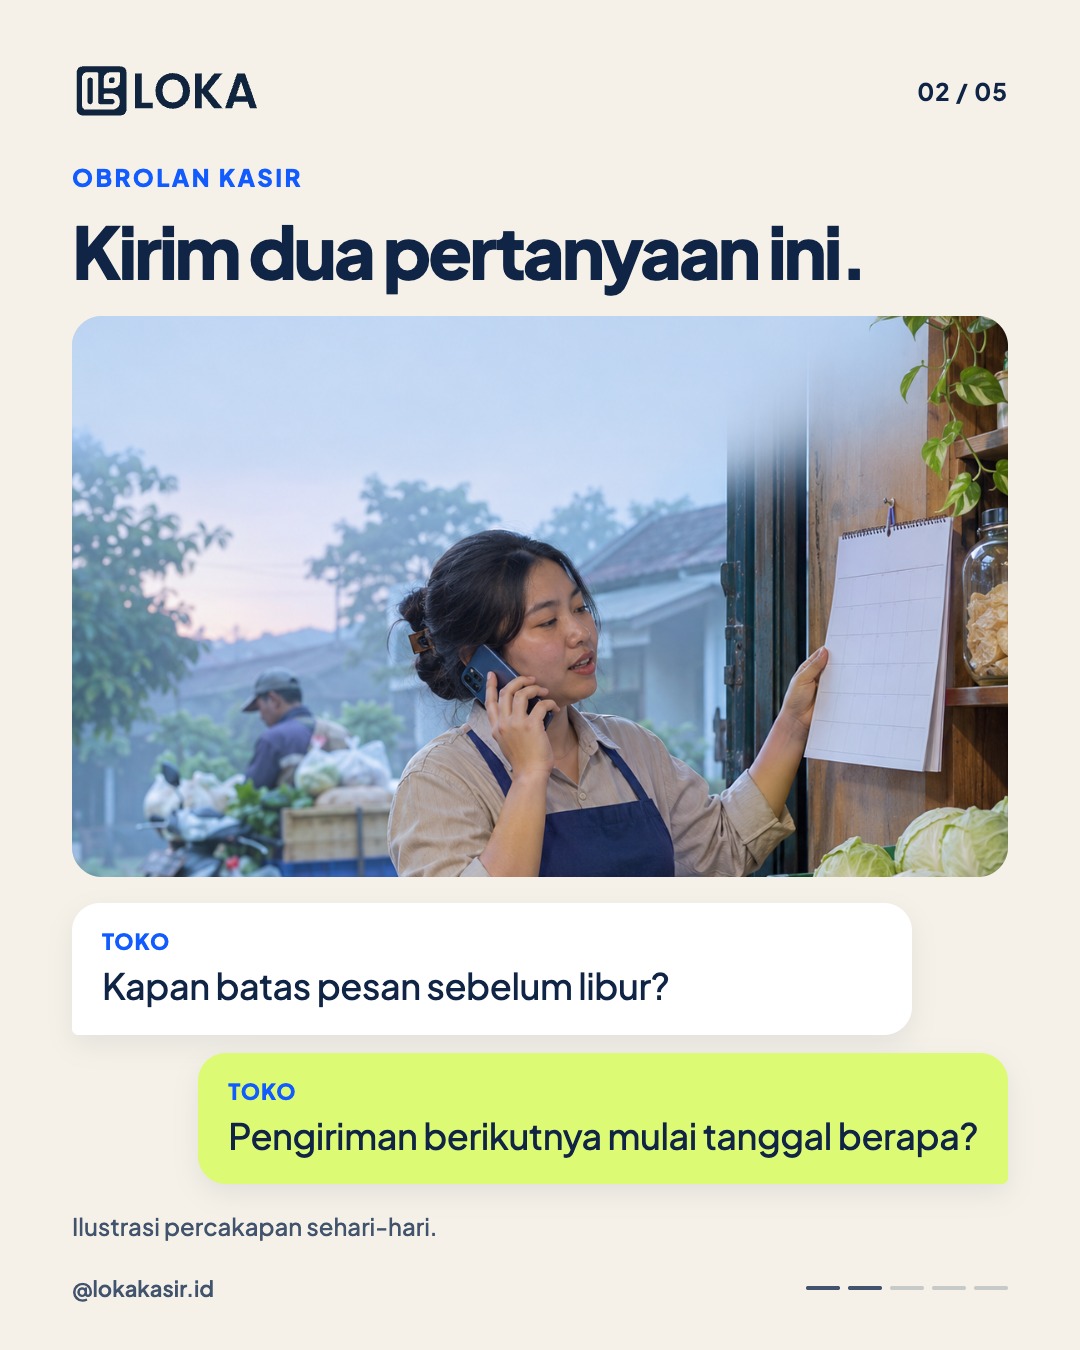 LOKA
02 / 05
OBROLAN KASIR
Kirim dua pertanyaan ini.
TOKO
Kapan batas pesan sebelum libur?
TOKO
Pengiriman berikutnya mulai tanggal berapa?
Ilustrasi percakapan sehari-hari.
@lokakasir.id